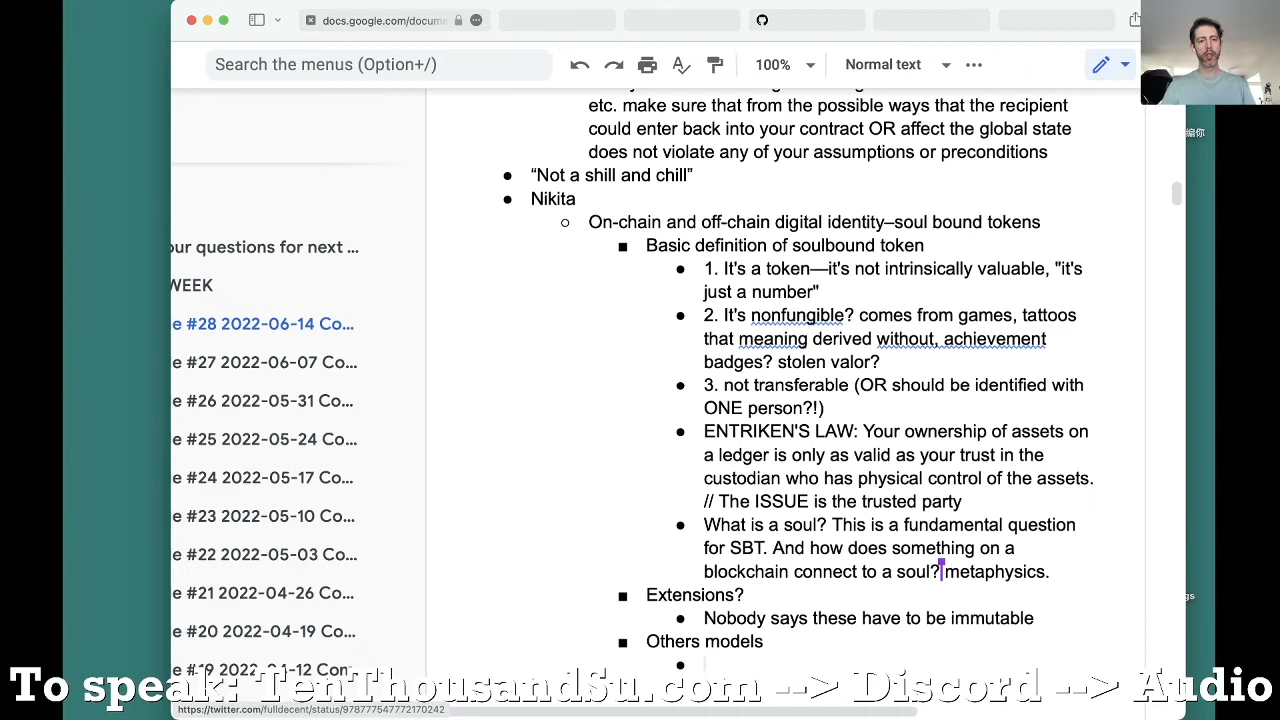 docs.google.com/docume
Search the menus (Option+/)
100%
Normal text
etc. make sure that from the possible ways that the recipient
could enter back into your contract OR affect the global state
does not violate any of your assumptions or preconditions
● “Not a shill and chill”
● Nikita
○ On-chain and off-chain digital identity–soul bound tokens
■ Basic definition of soulbound token
● 1. It's a token—it's not intrinsically valuable, "it's
just a number"
● 2. It's nonfungible? comes from games, tattoos
that meaning derived without, achievement
badges? stolen valor?
● 3. not transferable (OR should be identified with
ONE person?!)
● ENTRIKEN'S LAW: Your ownership of assets on
a ledger is only as valid as your trust in the
custodian who has physical control of the assets.
// The ISSUE is the trusted party
● What is a soul? This is a fundamental question
for SBT. And how does something on a
blockchain connect to a soul? metaphysics.
■ Extensions?
● Nobody says these have to be immutable
■ Others models
our questions for next ...
WEEK
e #28 2022-06-14 Co...
e #27 2022-06-07 Co...
e #26 2022-05-31 Co...
e #25 2022-05-24 Co...
e #24 2022-05-17 Co...
e #23 2022-05-10 Co...
e #22 2022-05-03 Co...
e #21 2022-04-26 Co...
e #20 2022-04-19 Co...
e #19 2022-04-12 Com
编你
gs
To speak: TenThousandSu.com --> Discord --> Audio
https://twitter.com/fulldecent/status/978777547772170242